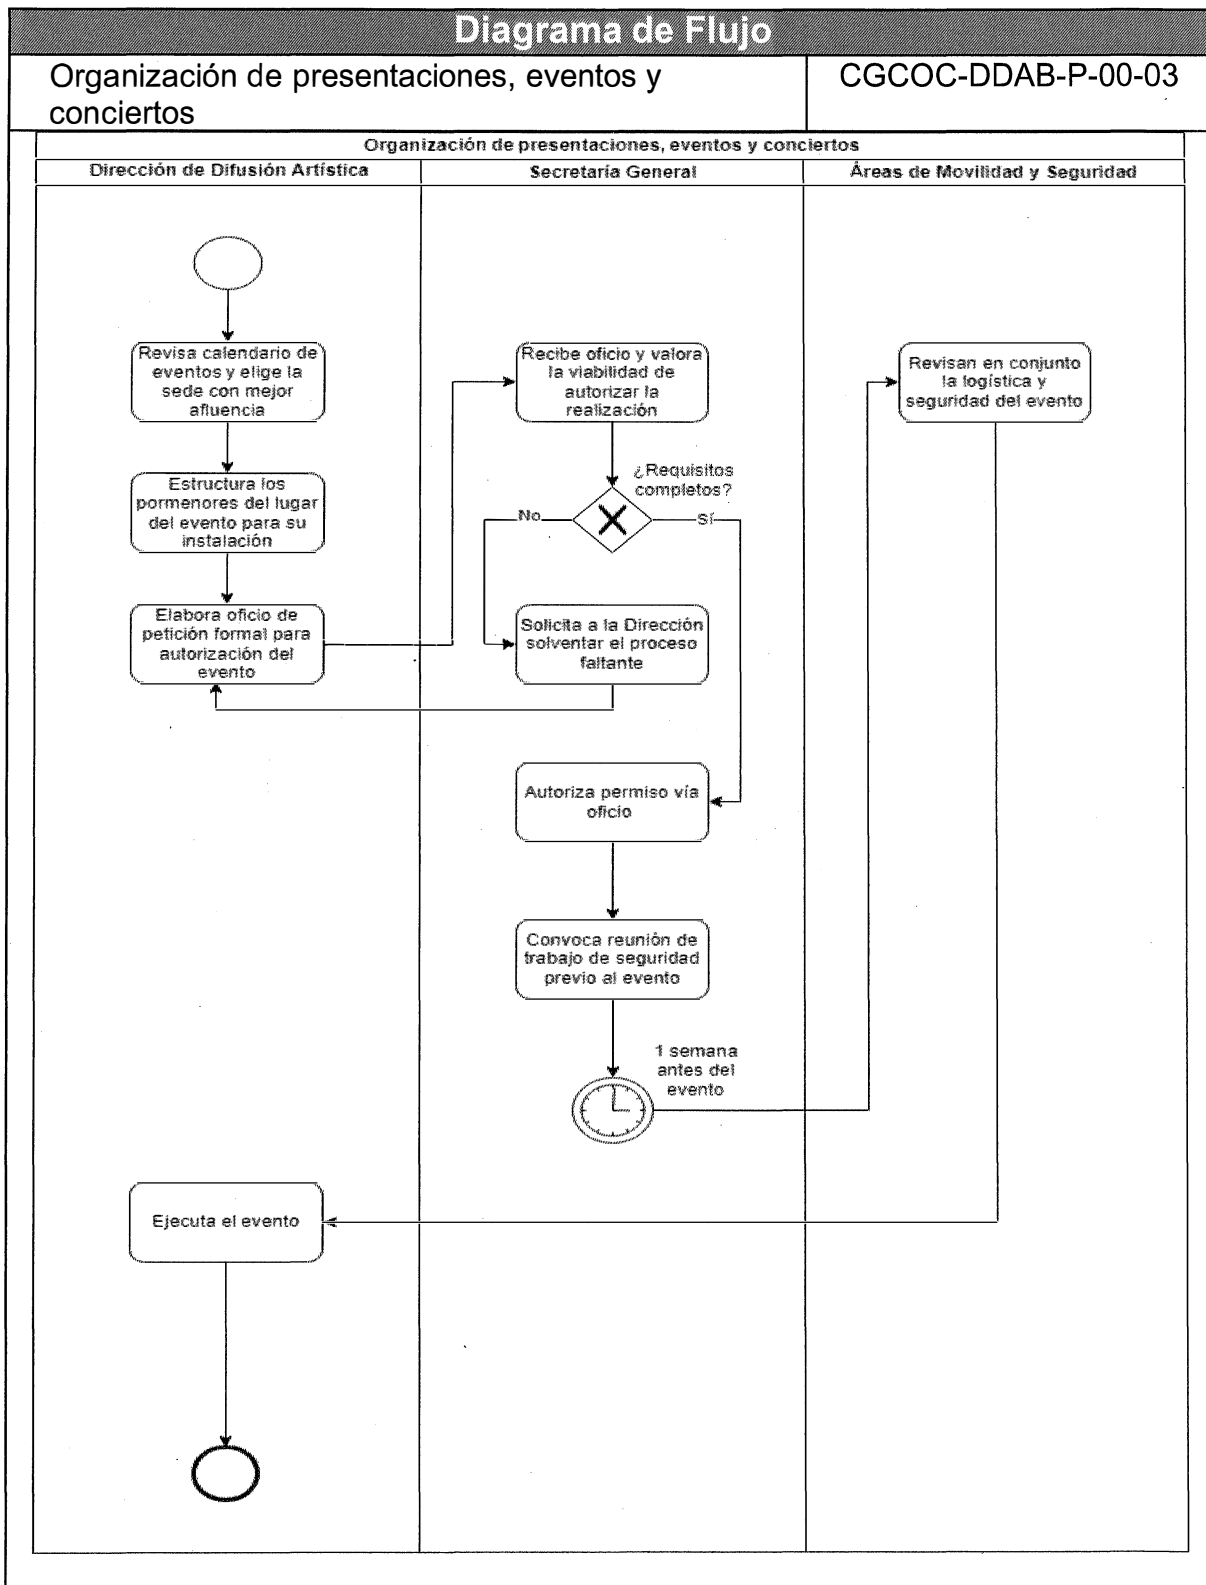 Diagrama de Flujo
Organización de presentaciones, eventos y
conciertos
CGCOC-DDAB-P-00-03
Organización de presentaciones, eventos y conciertos
Dirección de Difusión Artística
Secretaría General
Áreas de Movilidad y Seguridad
Revisa calendario de
eventos y elige la
sede con mejor
afluencia
Estructura los
pormenores del lugar
del evento para su
instalación
Elabora oficio de
petición formal para
autorización del
evento
Recibe oficio y valora
la viabilidad de
autorizar la
realización
¿Requisitos
completos?
No
Sí
Solicita a la Dirección
solventar el proceso
faltante
Autoriza permiso vía
oficio
Convoca reunión de
trabajo de seguridad
previo al evento
1 semana
antes del
evento
Revisan en conjunto
la logística y
seguridad del evento
Ejecuta el evento